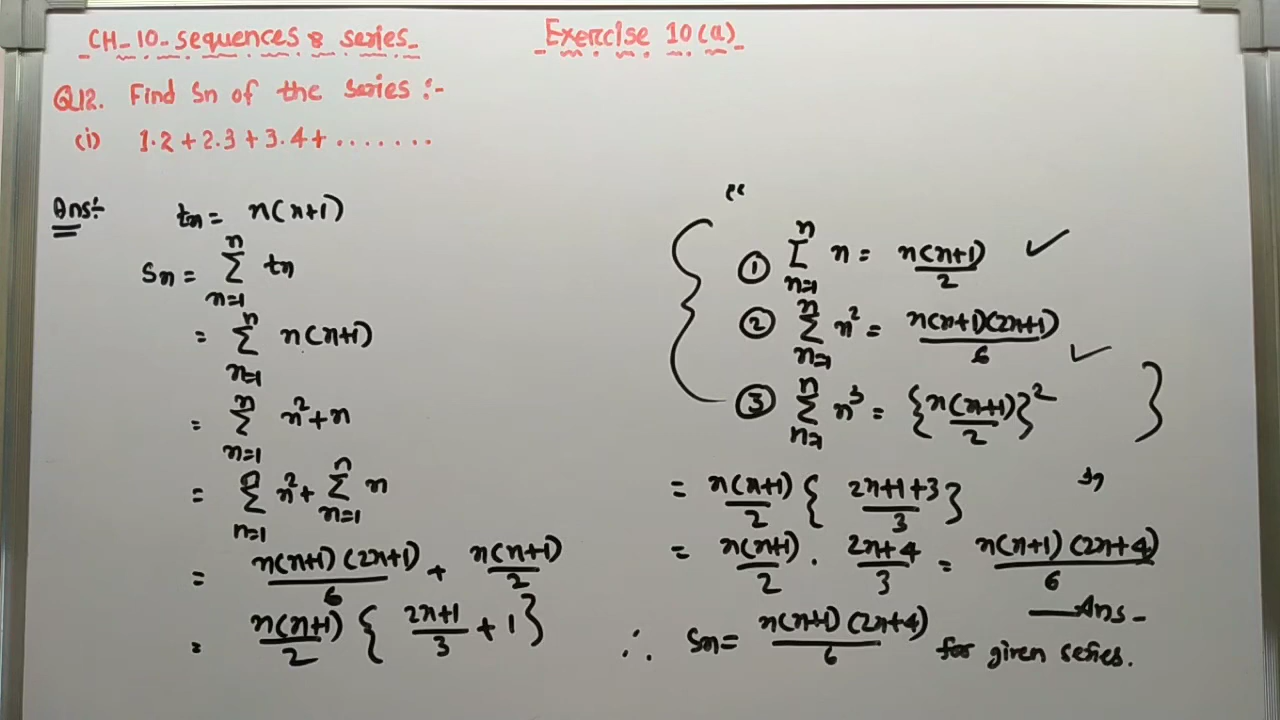 CH-10-sequences & series-
Exercise 10(a)-
Q12. Find Sn of the series :-
(i) 1.2 + 2.3 + 3.4 + .......
Ans:- tn = n(n+1)
Sn = ∑_{n=1}^{n} tn
= ∑_{n=1}^{n} n(n+1)
= ∑_{n=1}^{n} n² + n
= ∑_{n=1}^{n} n² + ∑_{n=1}^{n} n
= n(n+1)(2n+1)/6 + n(n+1)/2
= n(n+1)/2 { 2n+1/3 + 1 }
① ∑_{n=1}^{n} n = n(n+1)/2 ✓
② ∑_{n=1}^{n} n² = n(n+1)(2n+1)/6 ✓
③ ∑_{n=1}^{n} n³ = {n(n+1)/2}²
= n(n+1)/2 { 2n+1+3/3 }
= n(n+1)/2 . 2n+4/3 = n(n+1)(2n+4)/6
—Ans-
∴ Sn = n(n+1)(2n+4)/6 for given series.